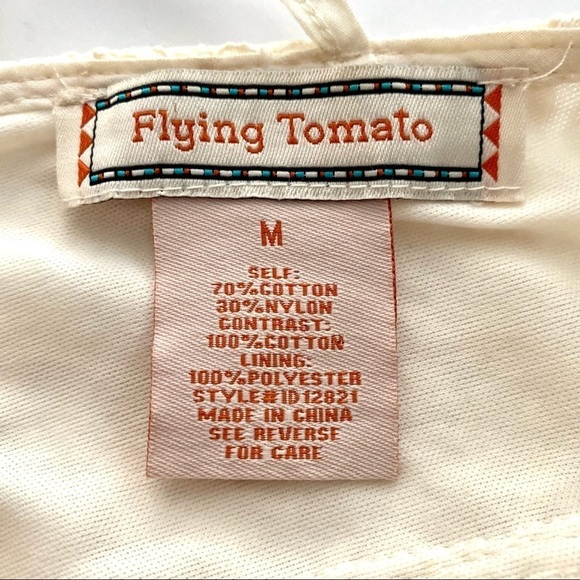 Flying Tomato
M
SELF:
70%COTTON
30%NYLON
CONTRAST:
100%COTTON
LINING:
100%POLYESTER
STYLE#ID12821
MADE IN CHINA
SEE REVERSE
FOR CARE